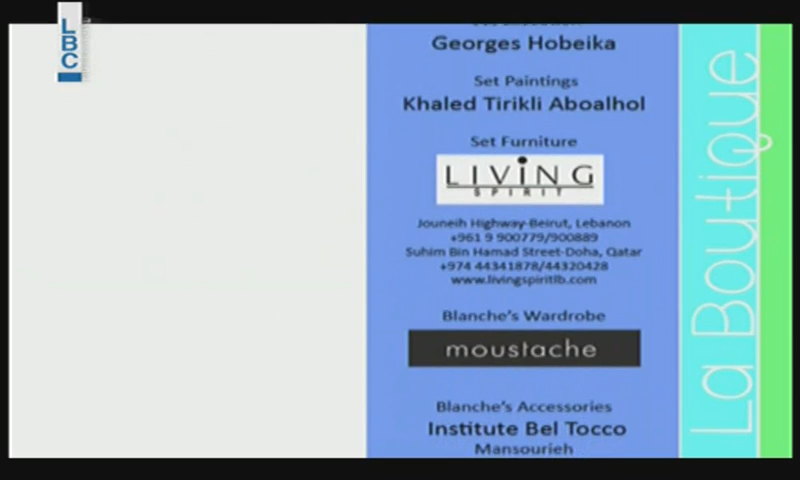 LBC
Georges Hobeika
Set Paintings
Khaled Tirikli Aboalhol
Set Furniture
LIViNG
SPIRIT
Jouneih Highway-Beirut, Lebanon
+961 9 900779/900889
Suhim Bin Hamad Street-Doha, Qatar
+974 44341878/44320428
www.livingspiritlb.com
Blanche's Wardrobe
moustache
Blanche's Accessories
Institute Bel Tocco
Mansourieh
La Boutique